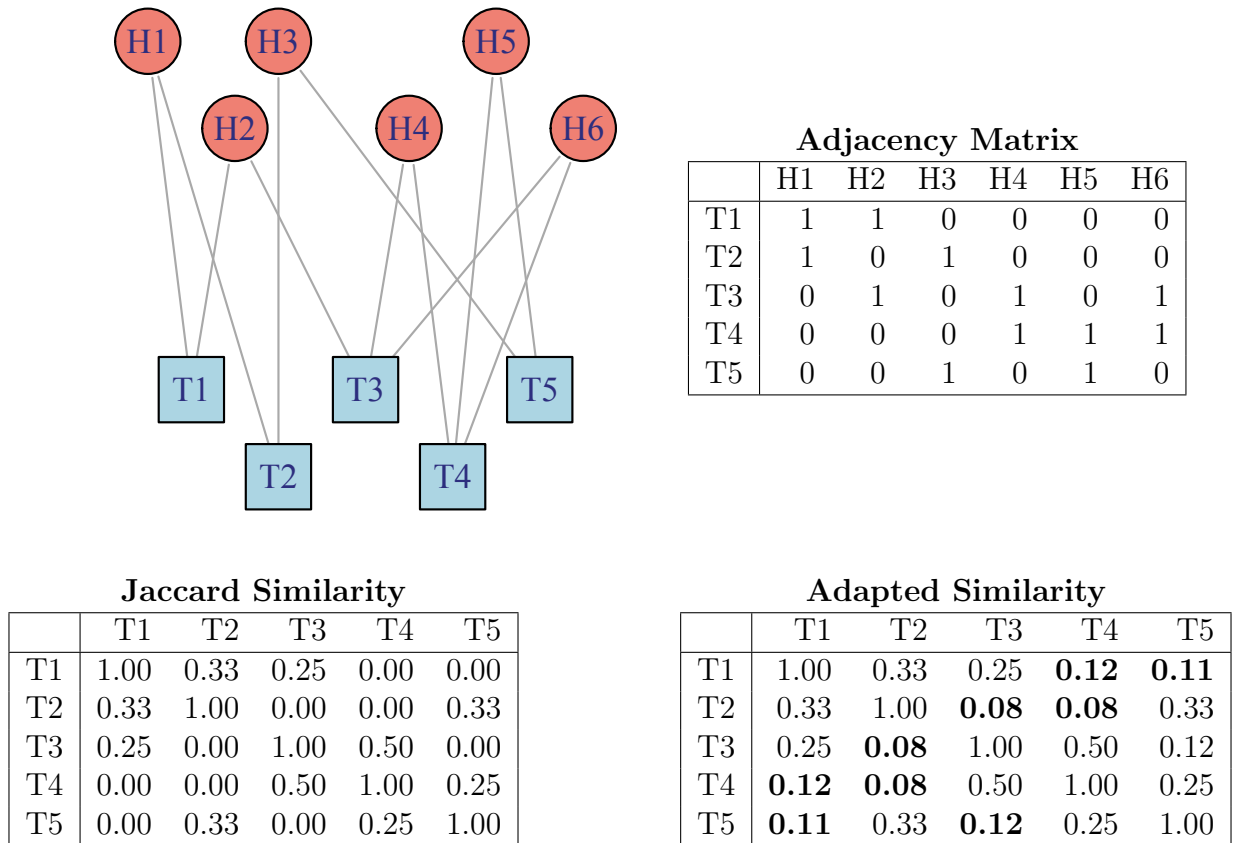 H1 H3 H5
H2 H4 H6
T1 T3 T5
T2 T4
Adjacency Matrix
H1 H2 H3 H4 H5 H6
T1 1 1 0 0 0 0
T2 1 0 1 0 0 0
T3 0 1 0 1 0 1
T4 0 0 0 1 1 1
T5 0 0 1 0 1 0
Jaccard Similarity
T1 T2 T3 T4 T5
T1 1.00 0.33 0.25 0.00 0.00
T2 0.33 1.00 0.00 0.00 0.33
T3 0.25 0.00 1.00 0.50 0.00
T4 0.00 0.00 0.50 1.00 0.25
T5 0.00 0.33 0.00 0.25 1.00
Adapted Similarity
T1 T2 T3 T4 T5
T1 1.00 0.33 0.25 0.12 0.11
T2 0.33 1.00 0.08 0.08 0.33
T3 0.25 0.08 1.00 0.50 0.12
T4 0.12 0.08 0.50 1.00 0.25
T5 0.11 0.33 0.12 0.25 1.00